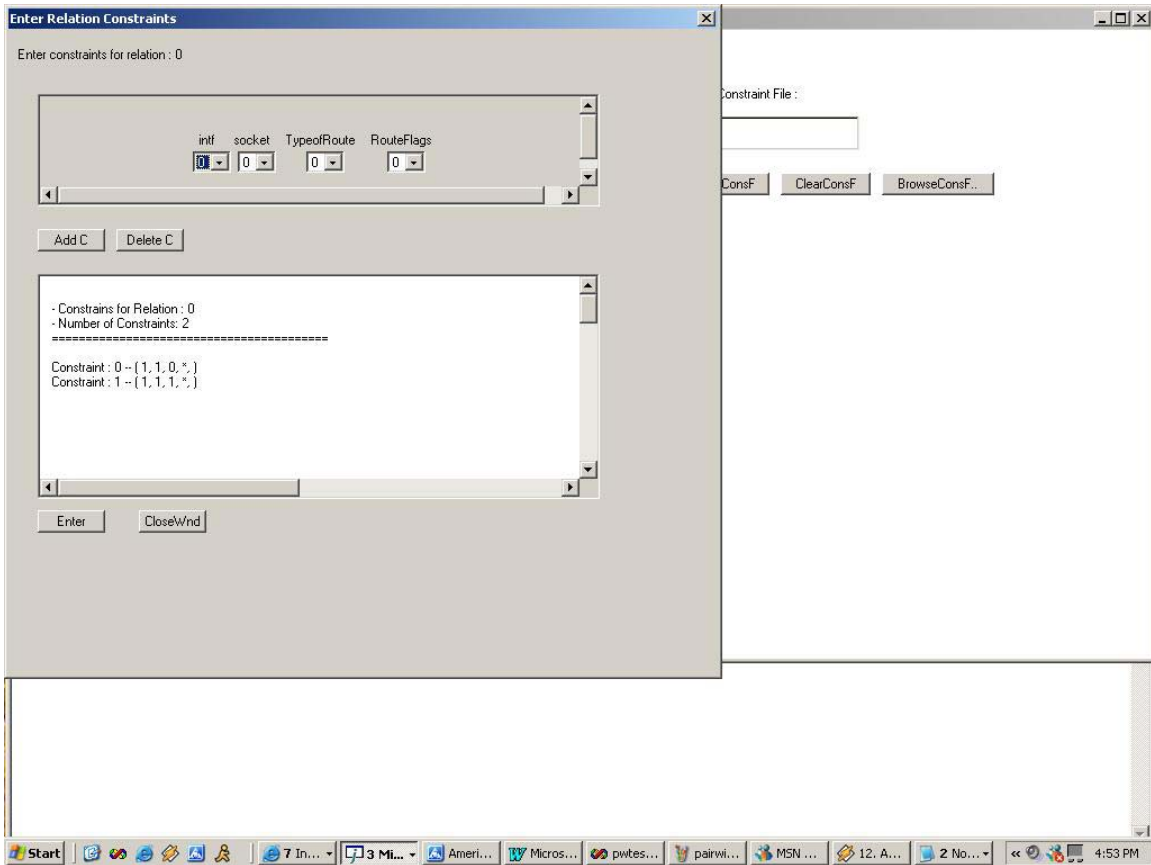 Enter Relation Constraints
Enter constraints for relation : 0
intf socket TypeofRoute RouteFlags
0 0 0 0
Add C Delete C
- Constrains for Relation : 0
- Number of Constraints: 2
=========================================
Constraint : 0 -- ( 1, 1, 0, *, )
Constraint : 1 -- ( 1, 1, 1, *, )
Enter CloseWnd
Constraint File :
ConsF ClearConsF BrowseConsF..
Start 7 In... 3 Mi... Ameri... Micros... pwtes... pairwi... MSN ... 12. A... 2 No... « 4:53 PM